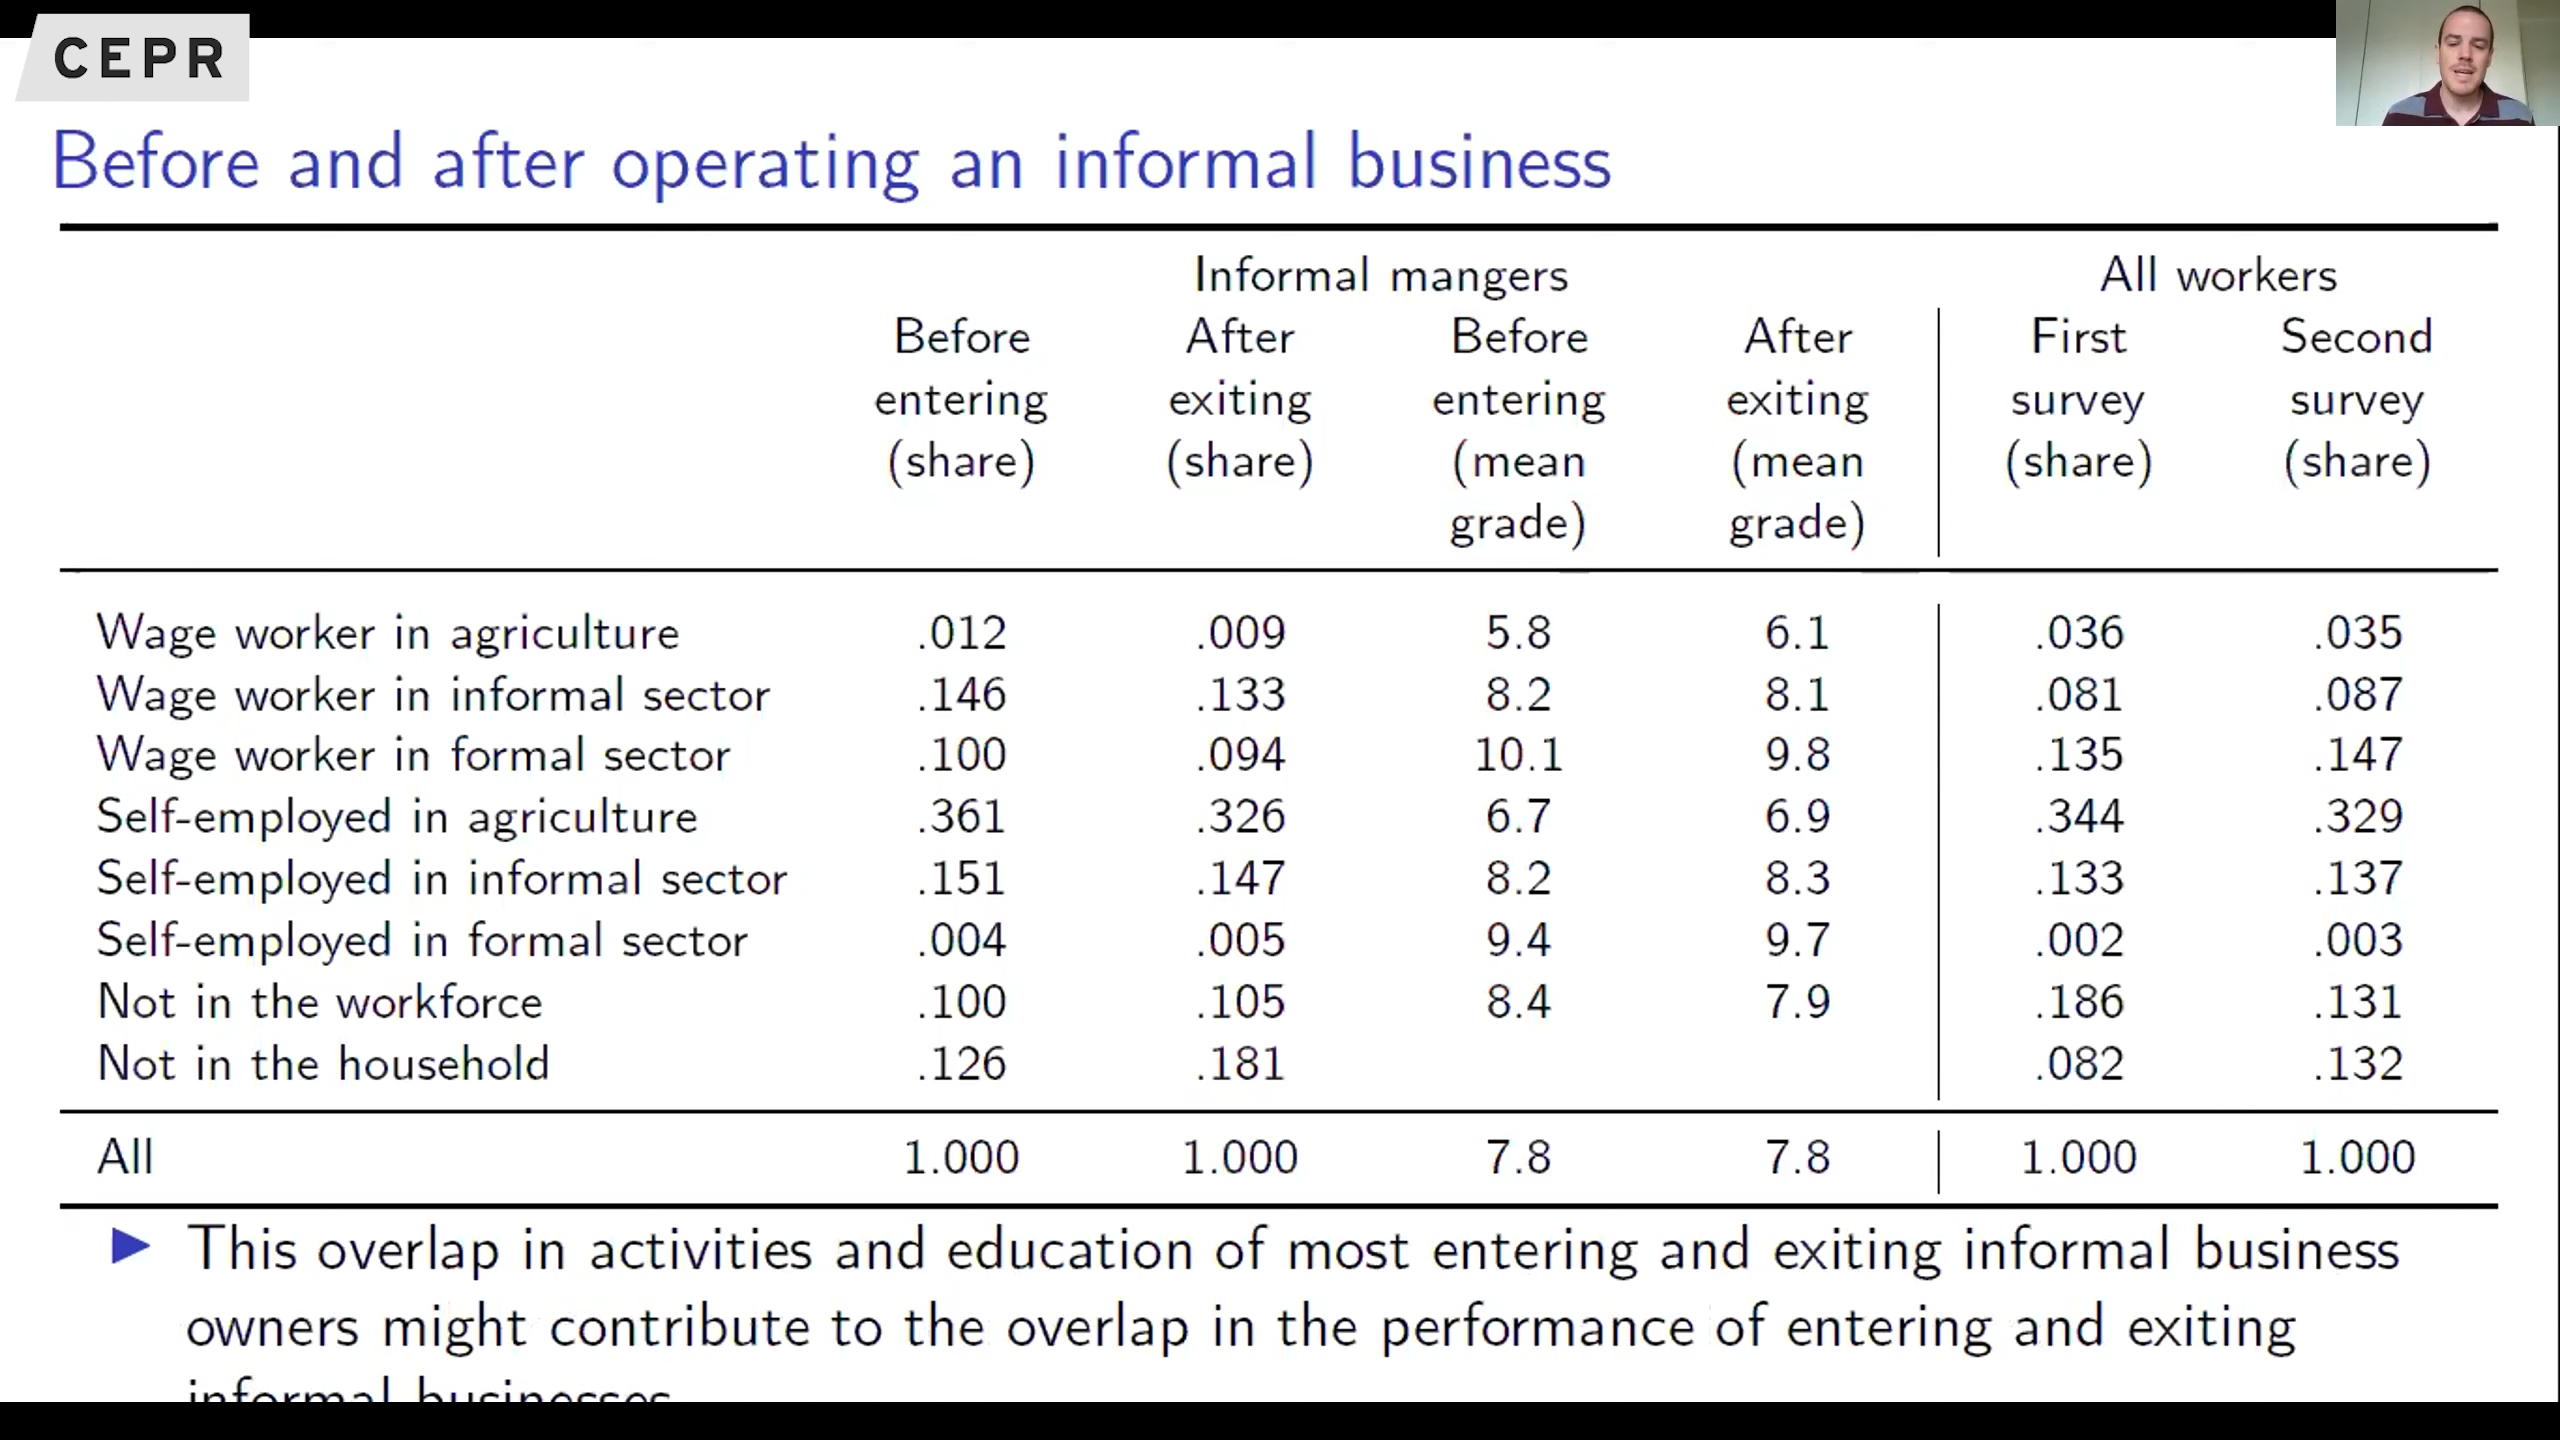 CEPR
Before and after operating an informal business
Informal mangers All workers
Before After Before After First Second
entering exiting entering exiting survey survey
(share) (share) (mean (mean (share) (share)
grade) grade)
Wage worker in agriculture .012 .009 5.8 6.1 .036 .035
Wage worker in informal sector .146 .133 8.2 8.1 .081 .087
Wage worker in formal sector .100 .094 10.1 9.8 .135 .147
Self-employed in agriculture .361 .326 6.7 6.9 .344 .329
Self-employed in informal sector .151 .147 8.2 8.3 .133 .137
Self-employed in formal sector .004 .005 9.4 9.7 .002 .003
Not in the workforce .100 .105 8.4 7.9 .186 .131
Not in the household .126 .181 .082 .132
All 1.000 1.000 7.8 7.8 1.000 1.000
▶ This overlap in activities and education of most entering and exiting informal business
owners might contribute to the overlap in the performance of entering and exiting
informal businesses